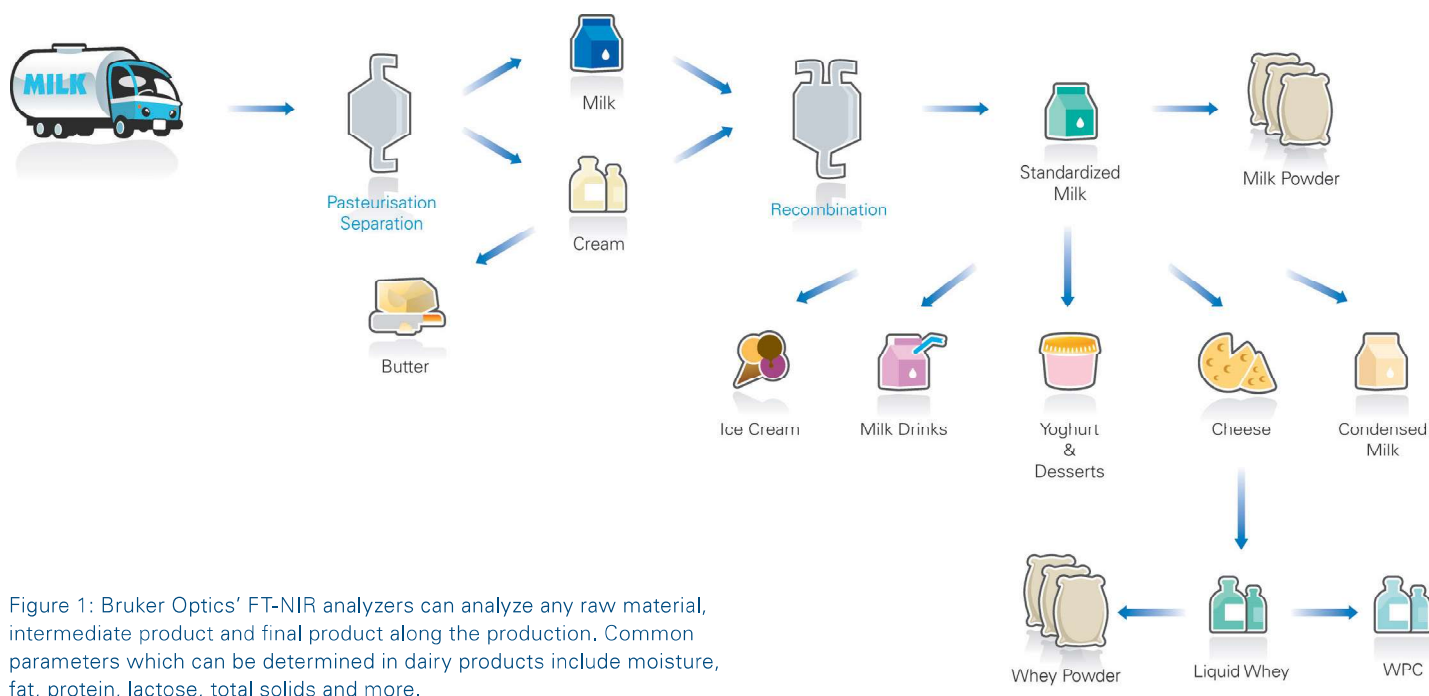 MILK
Milk
Pasteurisation
Separation
Cream
Butter
Recombination
Standardized
Milk
Milk Powder
Ice Cream
Milk Drinks
Yoghurt
&
Desserts
Cheese
Condensed
Milk
Whey Powder
Liquid Whey
WPC
Figure 1: Bruker Optics' FT-NIR analyzers can analyze any raw material,
intermediate product and final product along the production. Common
parameters which can be determined in dairy products include moisture,
fat, protein, lactose, total solids and more.